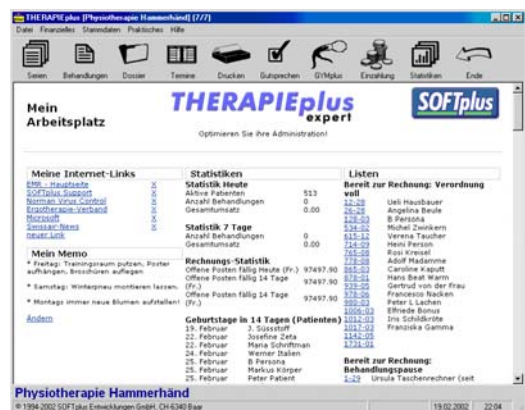 THERAPIEplus [Physiotherapie Hammerhänd] (7/7)
Datei Finanzielles Stammdaten Praktisches Hilfe
Serien Behandlungen Dossier Termine Drucken Gutsprechen GYMplus Einzahlung Statistiken Ende
Mein
Arbeitsplatz
THERAPIEplus
expert
Optimieren Sie ihre Administration!
SOFTplus
Meine Internet-Links
EMR - Hauptseite X
SOFTplus Support X
Norman Virus Control X
Ergotherapie-Verband X
Microsoft X
Swissair-News X
neuer Link
Mein Memo
* Freitag: Trainingsraum putzen, Poster
aufhängen, Broschüren auflegen
* Samstag: Winterpneu montieren lassen.
* Montags immer neue Blumen aufstellen!
Ändern
Statistiken
Statistik Heute
Aktive Patienten 513
Anzahl Behandlungen 0
Gesamtumsatz 0.00
Statistik 7 Tage
Anzahl Behandlungen 0
Gesamtumsatz 0.00
Rechnungs-Statistik
Offene Posten fällig Heute (Fr.) 97497.90
Offene Posten fällig 14 Tage
(Fr.) 97497.90
Offene Posten fällig 14 Tage
(Fr.) 97497.90
Geburtstage in 14 Tagen (Patienten)
19. Februar J. Süssstoff
22. Februar Josefine Zeta
22. Februar Maria Schriftman
24. Februar Werner Italien
25. Februar B Persona
25. Februar Markus Körper
25. Februar Peter Patient
Listen
Bereit zur Rechnung: Verordnung
voll
12-28 Ueli Hausbauer
26-28 Angelina Beule
128-03 B Persona
534-02 Michel Zwinkern
615-12 Verena Taucher
714-09 Heini Person
765-08 Rosi Kreisel
778-08 Adolf Madamme
865-03 Caroline Kaputt
878-01 Hans Beat Warm
939-05 Gertrud von der Frau
978-06 Francesco Nacken
980-03 Peter L Lachen
1006-03 Elfriede Bonus
1012-03 Iris Schildkröte
1017-03 Franziska Gamma
1142-05
1731-01
Bereit zur Rechnung:
Behandlungspause
1-29 Ursula Taschenrechner (seit
Physiotherapie Hammerhänd
© 1994-2002 SOFTplus Entwicklungen GmbH, CH-6340 Baar 19.02.2002 22:04